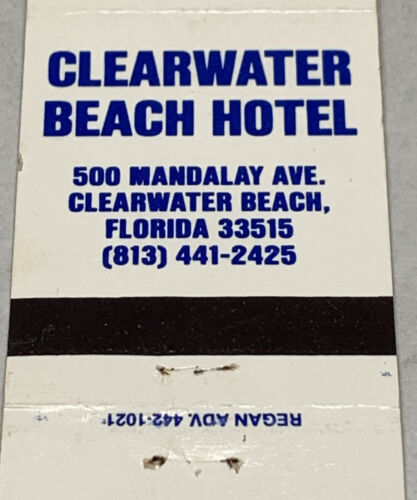 CLEARWATER
BEACH HOTEL
500 MANDALAY AVE.
CLEARWATER BEACH,
FLORIDA 33515
(813) 441-2425
REGAN ADV. 442-1021